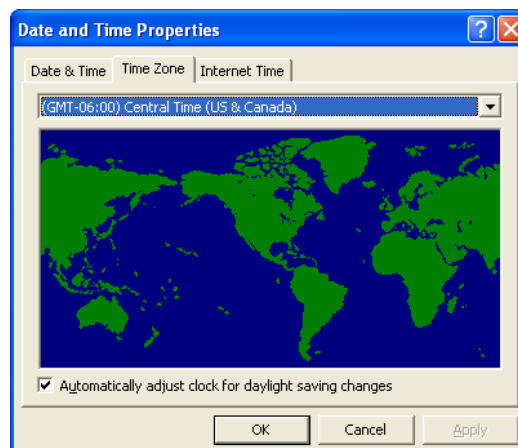 Date and Time Properties
Date & Time Time Zone Internet Time
(GMT-06:00) Central Time (US & Canada)
Automatically adjust clock for daylight saving changes
OK Cancel Apply